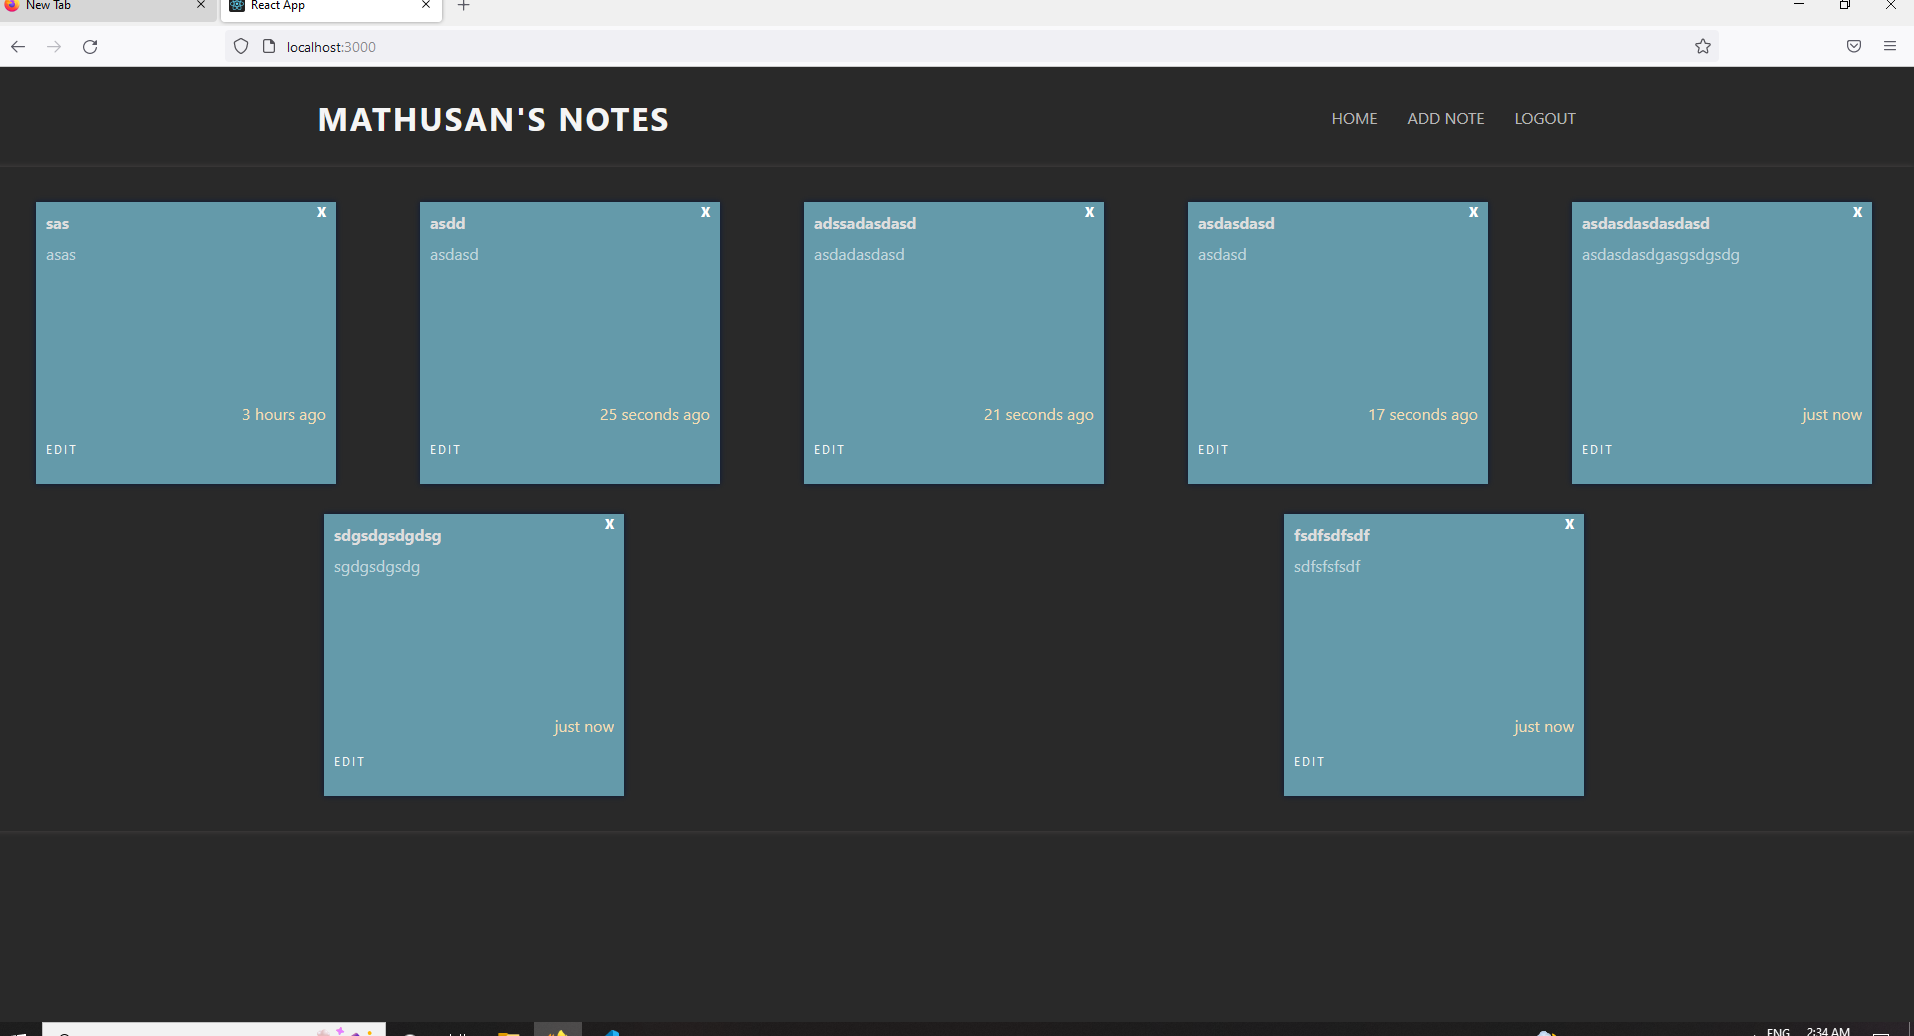 New Tab
React App
localhost:3000
MATHUSAN'S NOTES
HOME ADD NOTE LOGOUT
X X X X X
sas asdd adssadasdasd asdasdasd asdasdasdasdasd
asas asdasd asdadasdasd asdasd asdasdasdgasgsdgsdg
3 hours ago 25 seconds ago 21 seconds ago 17 seconds ago just now
EDIT EDIT EDIT EDIT EDIT
X X
sdgsdgsdgdsg fsdfsdfsdf
sgdgsdgsdg sdfsfsfsdf
just now just now
EDIT EDIT
ENG 2:34 AM